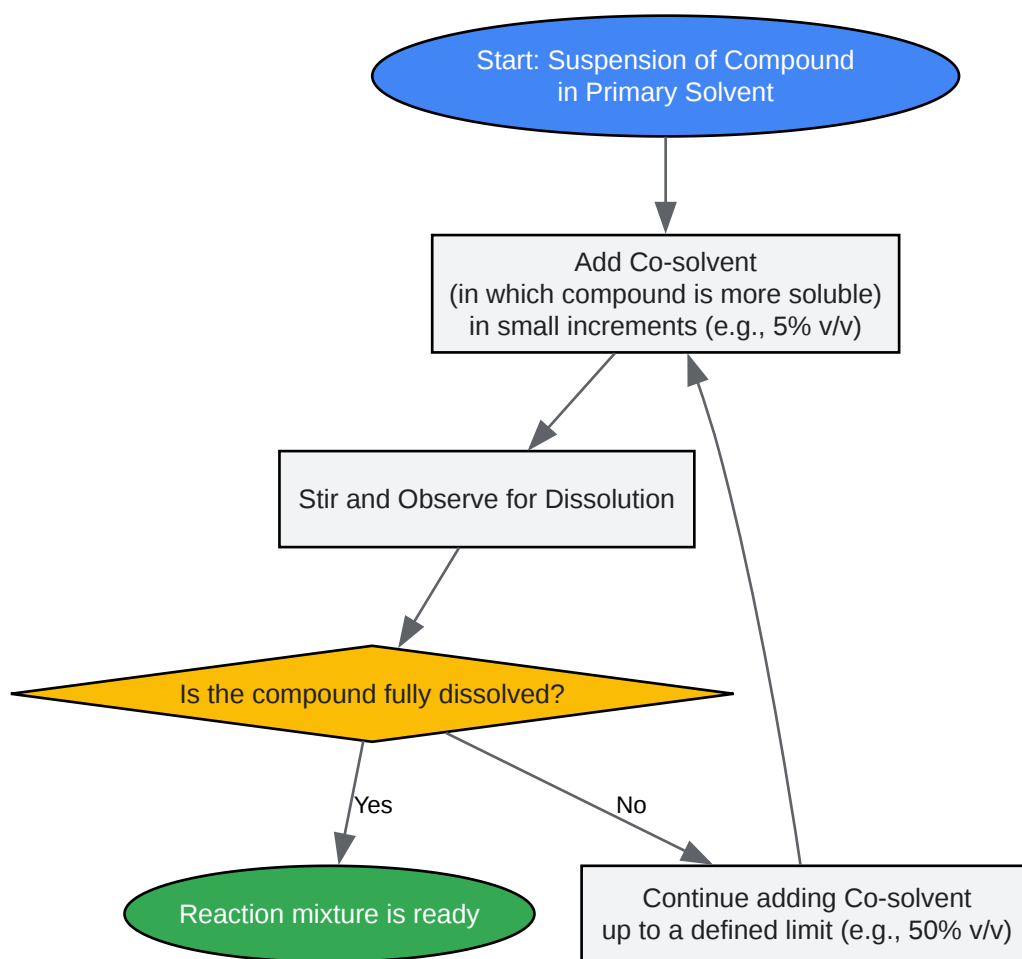 Start: Suspension of Compound
in Primary Solvent
Add Co-solvent
(in which compound is more soluble)
in small increments (e.g., 5% v/v)
Stir and Observe for Dissolution
Is the compound fully dissolved?
Yes
No
Reaction mixture is ready
Continue adding Co-solvent
up to a defined limit (e.g., 50% v/v)